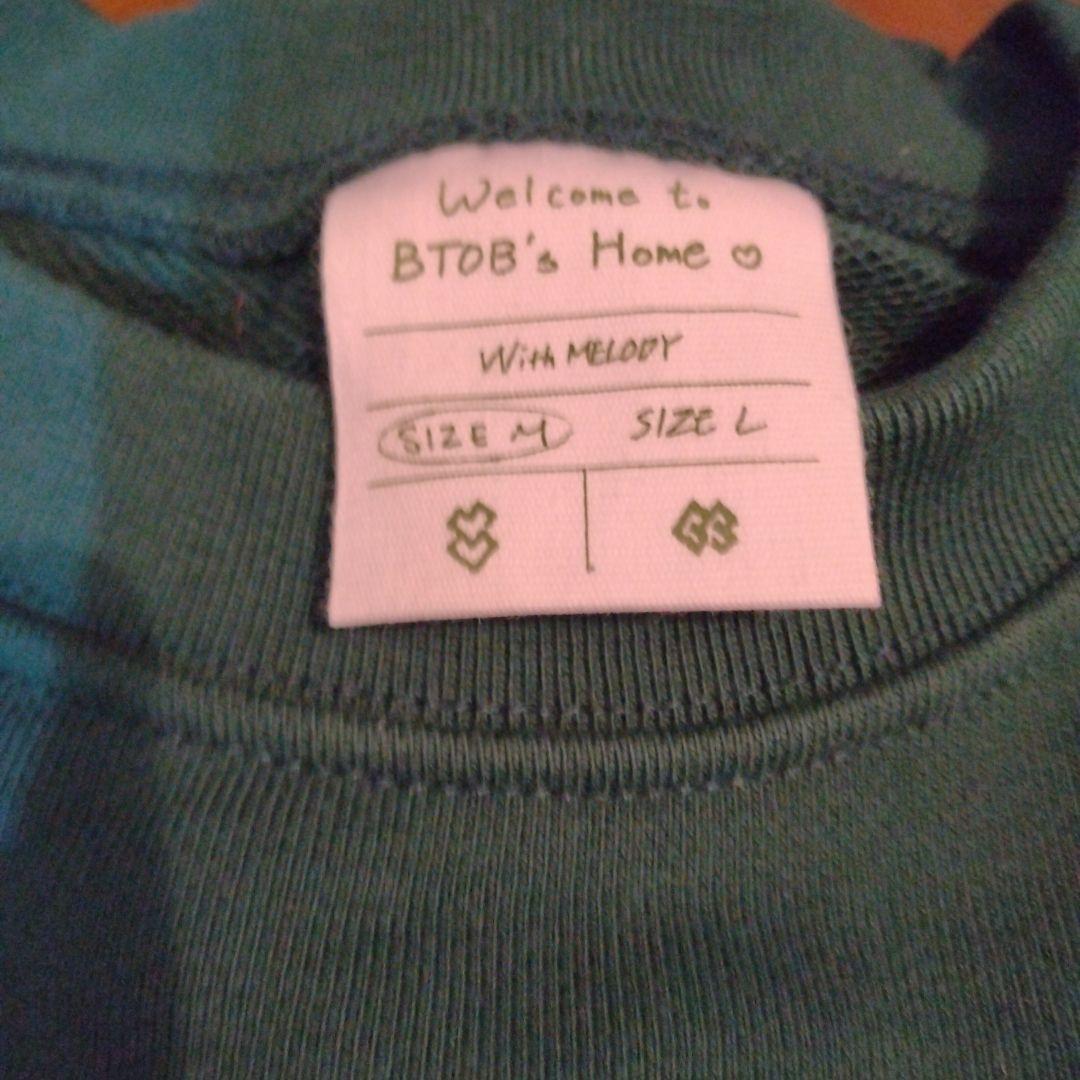 Welcome to
BTOB's Home ♡
With MELODY
SIZE M SIZE L